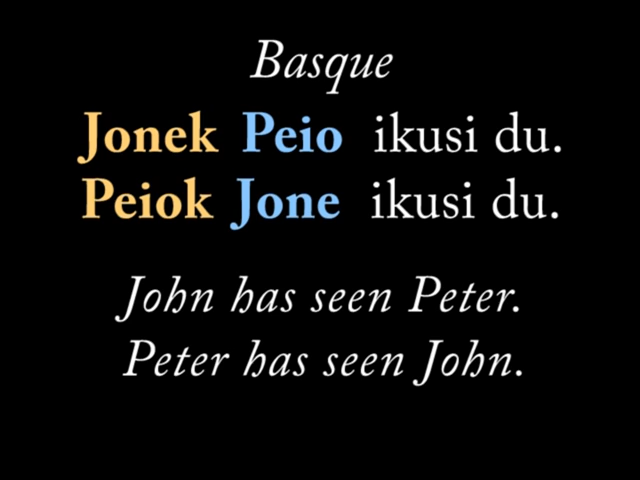 Basque
Jonek Peio ikusi du.
Peiok Jone ikusi du.
John has seen Peter.
Peter has seen John.